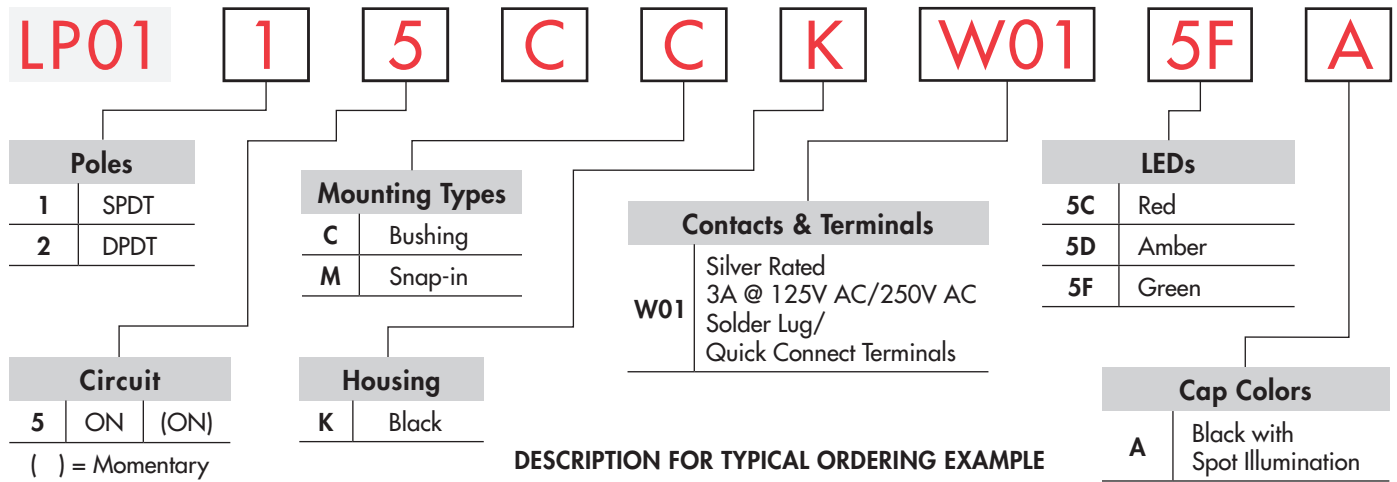 LP01 1 5 C C K W01 5F A
Poles
1 SPDT
2 DPDT
Mounting Types
C Bushing
M Snap-in
Contacts & Terminals
W01 Silver Rated
3A @ 125V AC/250V AC
Solder Lug/
Quick Connect Terminals
LEDs
5C Red
5D Amber
5F Green
Circuit
5 ON (ON)
( ) = Momentary
Housing
K Black
Cap Colors
A Black with
Spot Illumination
DESCRIPTION FOR TYPICAL ORDERING EXAMPLE